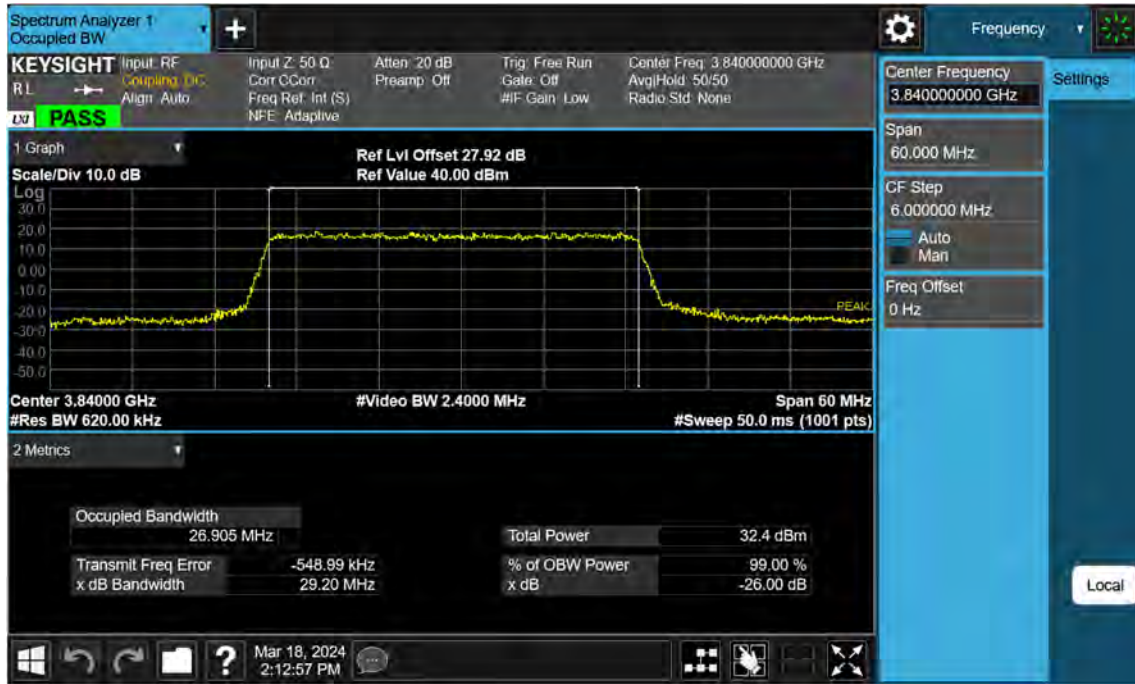 Spectrum Analyzer 1
Occupied BW
+
Frequency
KEYSIGHT
RL
LXI
PASS
Input: RF
Coupling: DC
Align: Auto
Input Z: 50 Ω
Corr CCorr
Freq Ref: Int (S)
NFE: Adaptive
Atten: 20 dB
Preamp: Off
Trig: Free Run
Gate: Off
#IF Gain: Low
Center Freq: 3.840000000 GHz
Avg|Hold: 50/50
Radio Std: None
Center Frequency
3.840000000 GHz
Settings
Span
60.000 MHz
CF Step
6.000000 MHz
Auto
Man
Freq Offset
0 Hz
1 Graph
Scale/Div 10.0 dB
Ref Lvl Offset 27.92 dB
Ref Value 40.00 dBm
Log
30.0
20.0
10.0
0.00
-10.0
-20.0
-30.0
-40.0
-50.0
PEAK
Center 3.84000 GHz
#Video BW 2.4000 MHz
Span 60 MHz
#Res BW 620.00 kHz
#Sweep 50.0 ms (1001 pts)
2 Metrics
Occupied Bandwidth
26.905 MHz
Total Power 32.4 dBm
Transmit Freq Error -548.99 kHz
% of OBW Power 99.00 %
x dB Bandwidth 29.20 MHz
x dB -26.00 dB
Local
?
Mar 18, 2024
2:12:57 PM